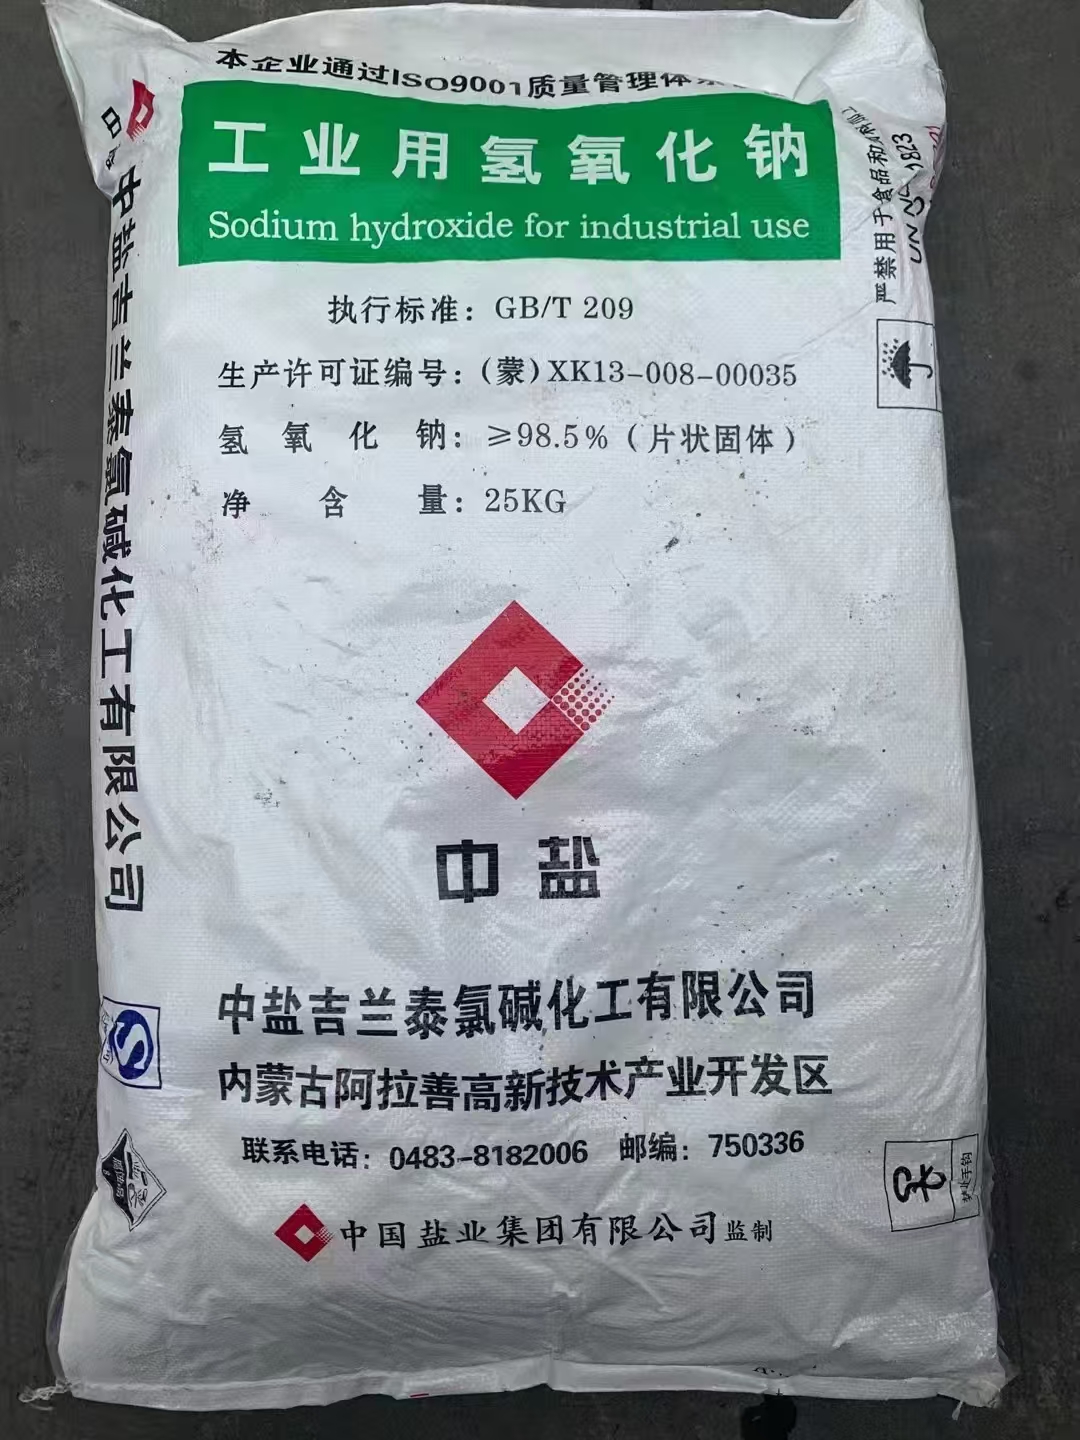 本企业通过ISO9001质量管理体系
工业用氢氧化钠
Sodium hydroxide for industrial use
执行标准：GB/T 209
生产许可证编号：(蒙)XK13-008-00035
氢氧化钠：≥98.5%（片状固体）
净含量：25KG
中盐
中盐吉兰泰氯碱化工有限公司
内蒙古阿拉善高新技术产业开发区
联系电话：0483-8182006 邮编：750336
中国盐业集团有限公司监制
中盐
中盐吉兰泰氯碱化工有限公司
严禁用于食品和
UN 1823
手钩